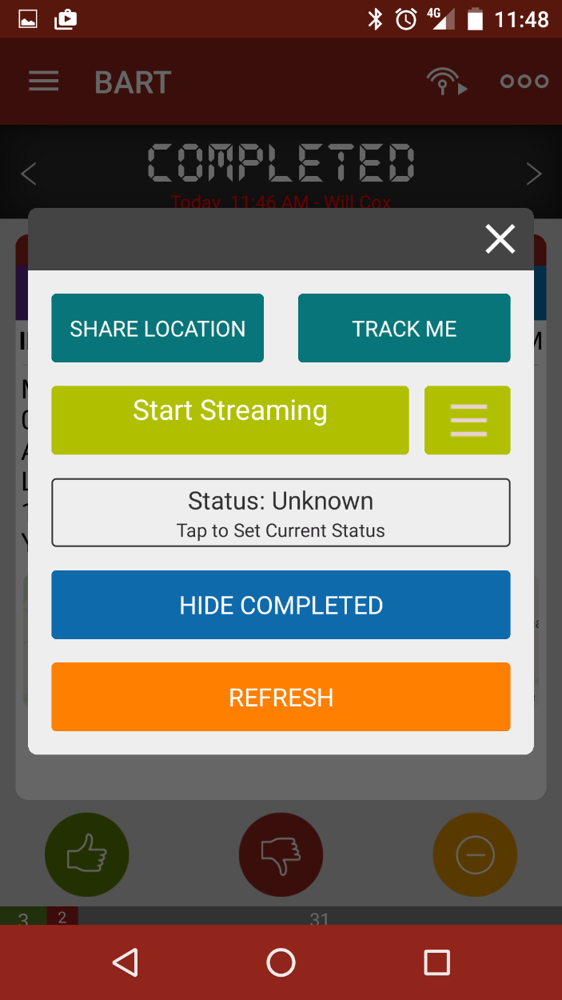 4G 11:48
BART
COMPLETED
Today, 11:46 AM - Will Cox
SHARE LOCATION
TRACK ME
Start Streaming
Status: Unknown
Tap to Set Current Status
HIDE COMPLETED
REFRESH
3 2 31